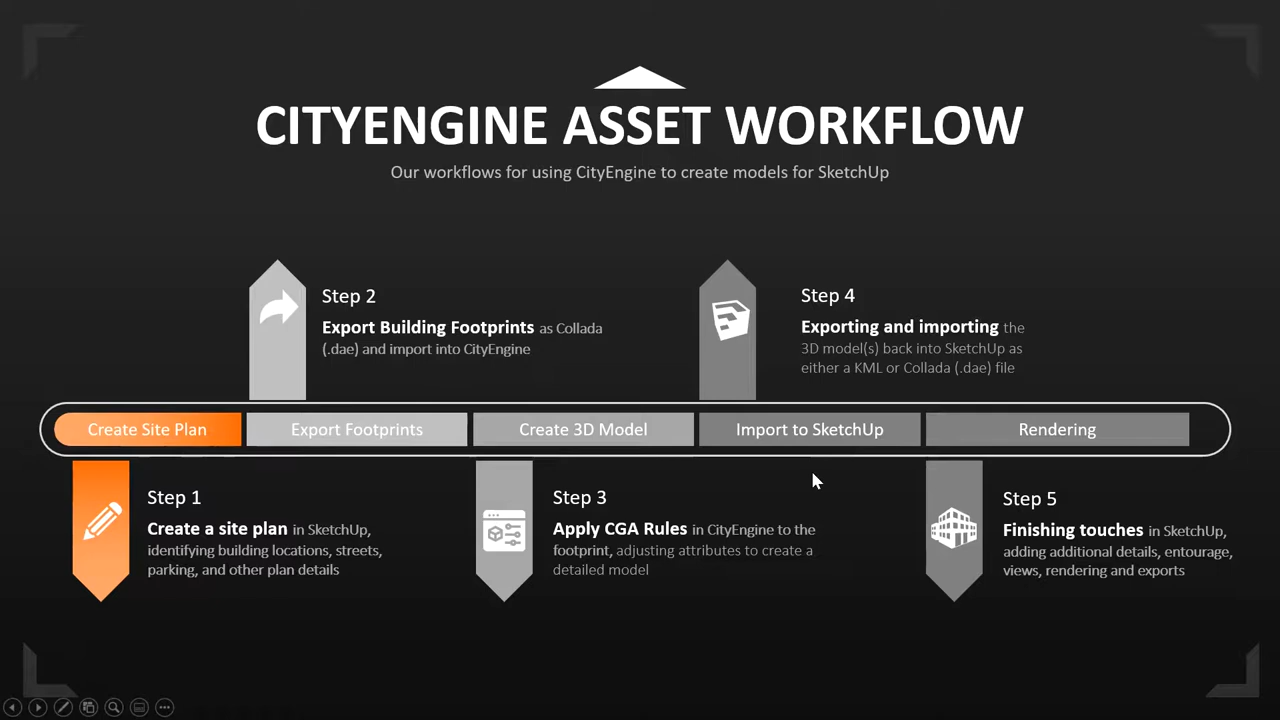 CITYENGINE ASSET WORKFLOW
Our workflows for using CityEngine to create models for SketchUp
Step 2
Export Building Footprints as Collada
(.dae) and import into CityEngine
Step 4
Exporting and importing the
3D model(s) back into SketchUp as
either a KML or Collada (.dae) file
Create Site Plan
Export Footprints
Create 3D Model
Import to SketchUp
Rendering
Step 1
Create a site plan in SketchUp,
identifying building locations, streets,
parking, and other plan details
Step 3
Apply CGA Rules in CityEngine to the
footprint, adjusting attributes to create a
detailed model
Step 5
Finishing touches in SketchUp,
adding additional details, entourage,
views, rendering and exports